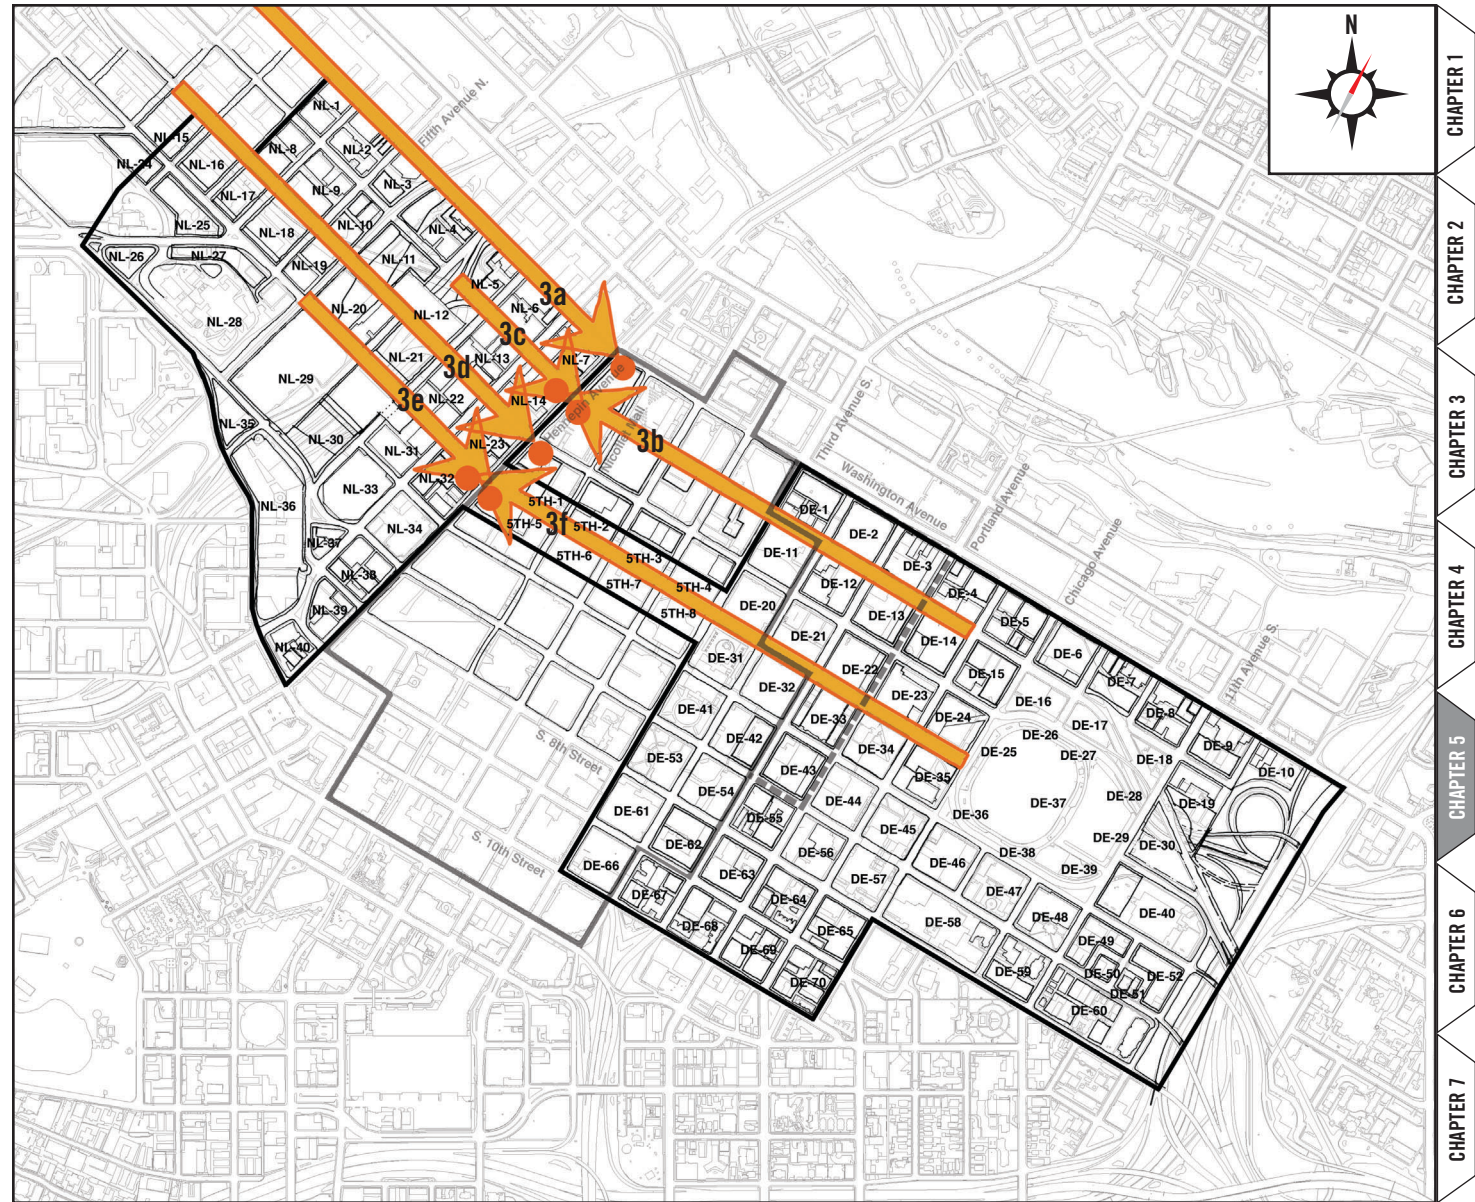 N
CHAPTER 1
CHAPTER 2
CHAPTER 3
CHAPTER 4
CHAPTER 5
CHAPTER 6
CHAPTER 7
Fifth Avenue N.
Hennepin Avenue
Nicollet Mall
Third Avenue S.
Washington Avenue
Portland Avenue
Chicago Avenue
11th Avenue S.
S. 8th Street
S. 10th Street
3a
3b
3c
3d
3e
3f
NL-1
NL-2
NL-3
NL-4
NL-5
NL-6
NL-7
NL-8
NL-9
NL-10
NL-11
NL-12
NL-13
NL-14
NL-15
NL-16
NL-17
NL-18
NL-19
NL-20
NL-21
NL-22
NL-23
NL-24
NL-25
NL-26
NL-27
NL-28
NL-29
NL-30
NL-31
NL-32
NL-33
NL-34
NL-35
NL-36
NL-37
NL-38
NL-39
NL-40
5TH-1
5TH-2
5TH-3
5TH-4
5TH-5
5TH-6
5TH-7
5TH-8
DE-1
DE-2
DE-3
DE-4
DE-5
DE-6
DE-7
DE-8
DE-9
DE-10
DE-11
DE-12
DE-13
DE-14
DE-15
DE-16
DE-17
DE-18
DE-19
DE-20
DE-21
DE-22
DE-23
DE-24
DE-25
DE-26
DE-27
DE-28
DE-29
DE-30
DE-31
DE-32
DE-33
DE-34
DE-35
DE-36
DE-37
DE-38
DE-39
DE-40
DE-41
DE-42
DE-43
DE-44
DE-45
DE-46
DE-47
DE-48
DE-49
DE-50
DE-51
DE-52
DE-53
DE-54
DE-55
DE-56
DE-57
DE-58
DE-59
DE-60
DE-61
DE-62
DE-63
DE-64
DE-65
DE-66
DE-67
DE-68
DE-69
DE-70